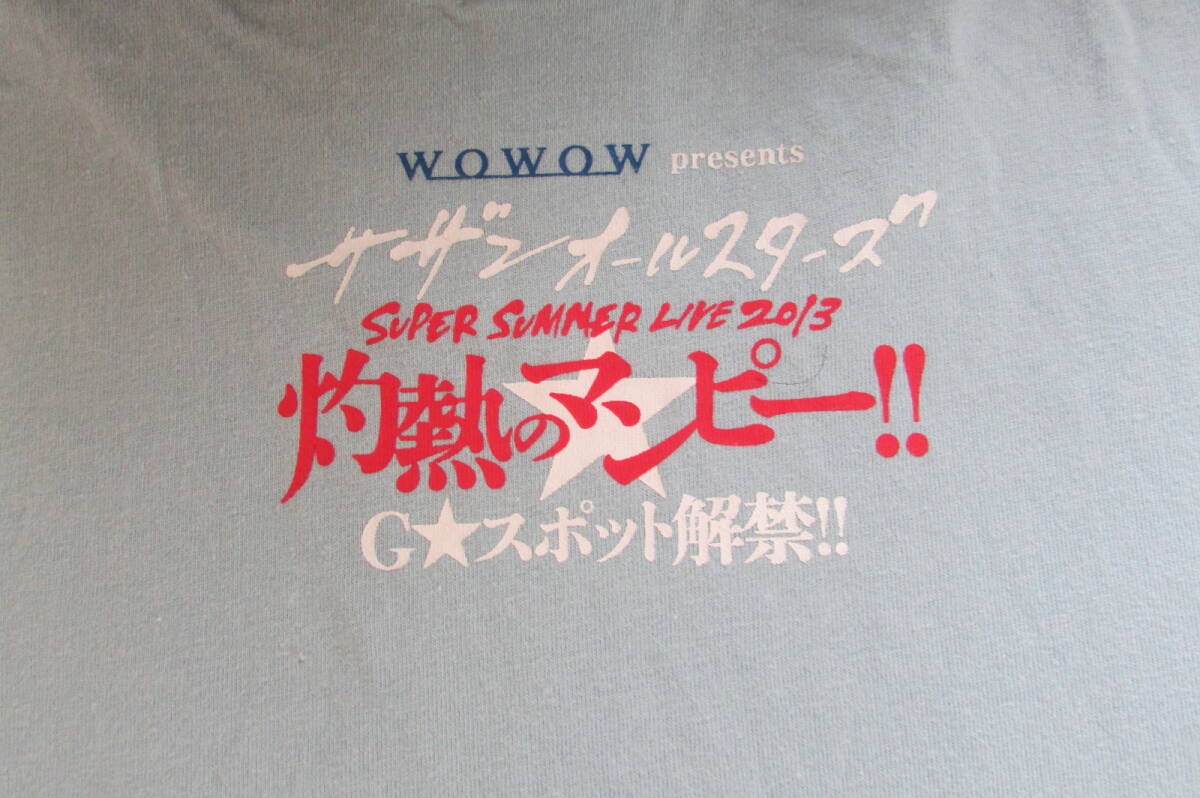 WOWOW presents
サザンオールスターズ
SUPER SUMMER LIVE 2013
灼熱のマンピー!!
G★スポット解禁!!